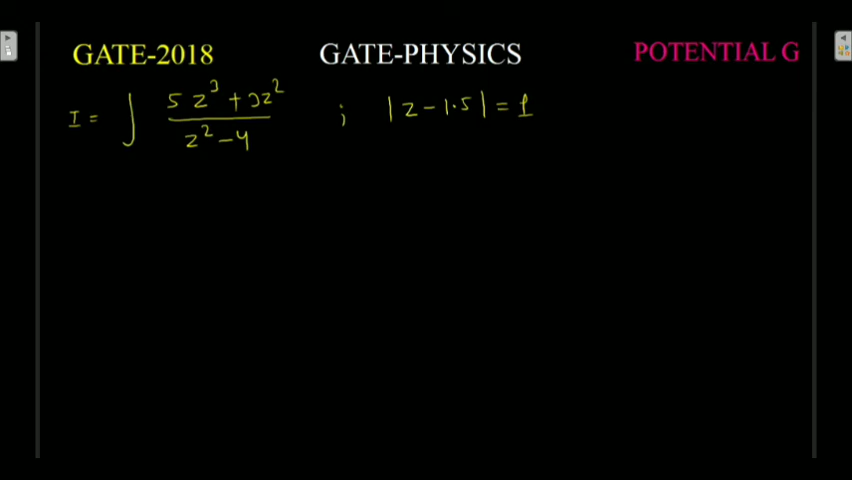 GATE-2018 GATE-PHYSICS POTENTIAL G
I = ∫ (5z³ + 3z²)/(z² - 4) ; |z - 1.5| = 1